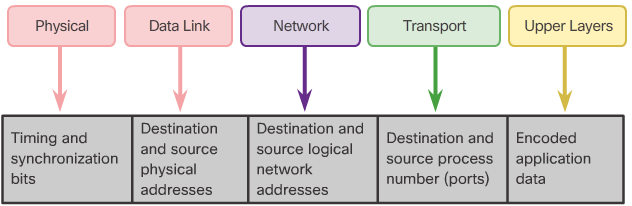 Physical
Data Link
Network
Transport
Upper Layers
Timing and
synchronization
bits
Destination
and source
physical
addresses
Destination and
source logical
network
addresses
Destination and
source process
number (ports)
Encoded
application
data